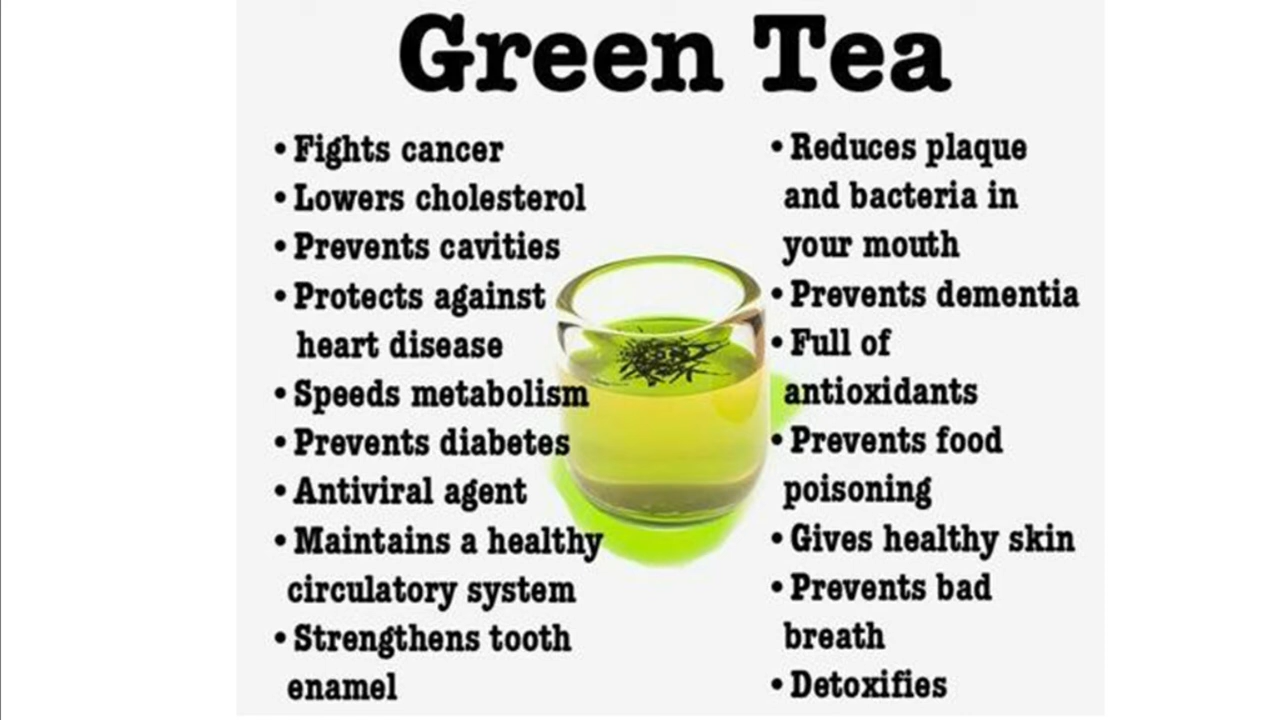 Green Tea
• Fights cancer
• Lowers cholesterol
• Prevents cavities
• Protects against
heart disease
• Speeds metabolism
• Prevents diabetes
• Antiviral agent
• Maintains a healthy
circulatory system
• Strengthens tooth
enamel
• Reduces plaque
and bacteria in
your mouth
• Prevents dementia
• Full of
antioxidants
• Prevents food
poisoning
• Gives healthy skin
• Prevents bad
breath
• Detoxifies